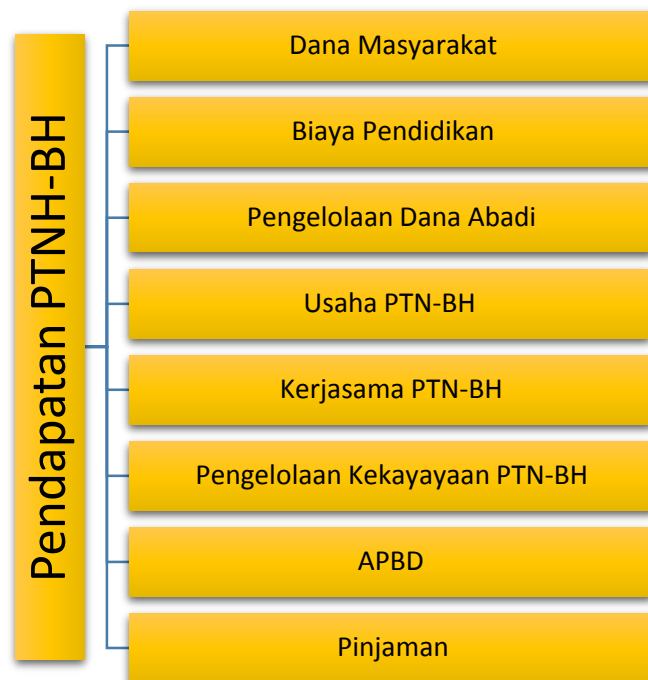 Pendapatan PTNH-BH
Dana Masyarakat
Biaya Pendidikan
Pengelolaan Dana Abadi
Usaha PTN-BH
Kerjasama PTN-BH
Pengelolaan Kekayayaan PTN-BH
APBD
Pinjaman